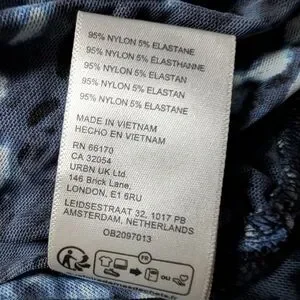 95% NYLON 5% ELASTANE
95% NYLON 5% ÉLASTHANNE
95% NYLON 5% ELASTAN
95% NYLON 5% ELASTAN
95% NYLON 5% ELASTANE
MADE IN VIETNAM
HECHO EN VIETNAM
RN 66170
CA 32054
URBN UK Ltd.
146 Brick Lane,
LONDON, E1 6RU
LEIDSESTRAAT 32, 1017 PB
AMSTERDAM, NETHERLANDS
OB2097013
FR